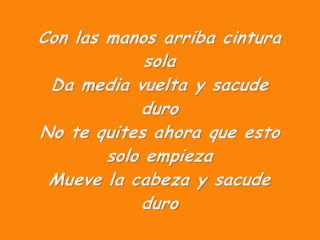 Con las manos arriba cintura
sola
Da media vuelta y sacude
duro
No te quites ahora que esto
solo empieza
Mueve la cabeza y sacude
duro